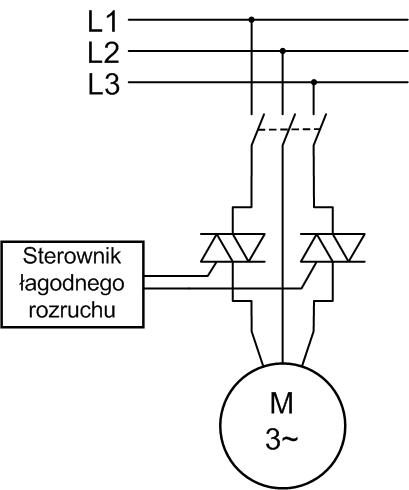 L1
L2
L3
Sterownik
łagodnego
rozruchu
M
3~